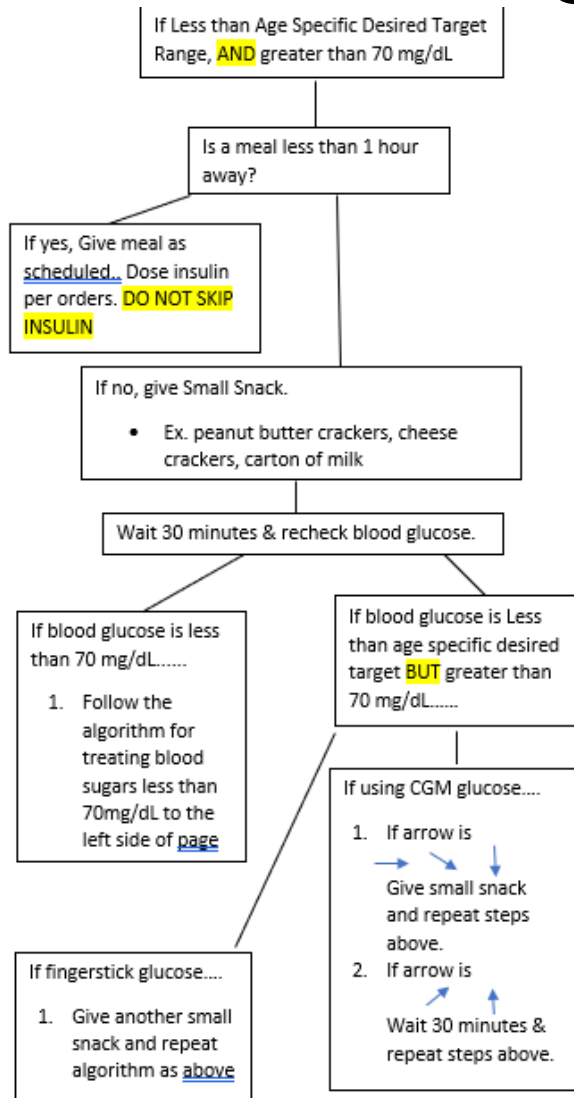 If Less than Age Specific Desired Target
Range, AND greater than 70 mg/dL
Is a meal less than 1 hour
away?
If yes, Give meal as
scheduled.. Dose insulin
per orders. DO NOT SKIP
INSULIN
If no, give Small Snack.
• Ex. peanut butter crackers, cheese
crackers, carton of milk
Wait 30 minutes & recheck blood glucose.
If blood glucose is less
than 70 mg/dL......
1. Follow the
algorithm for
treating blood
sugars less than
70mg/dL to the
left side of page
If blood glucose is Less
than age specific desired
target BUT greater than
70 mg/dL......
If using CGM glucose....
1. If arrow is
Give small snack
and repeat steps
above.
2. If arrow is
Wait 30 minutes &
repeat steps above.
If fingerstick glucose....
1. Give another small
snack and repeat
algorithm as above